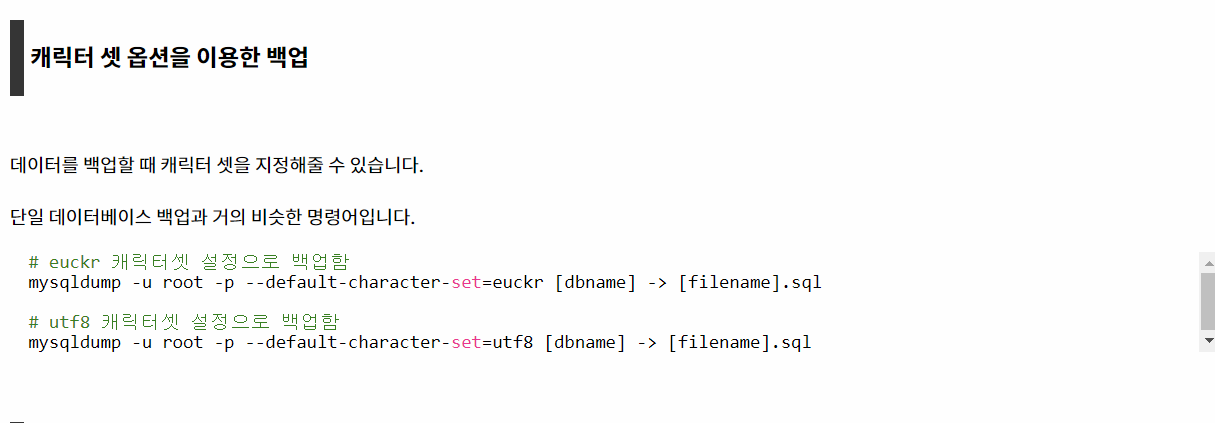 캐릭터 셋 옵션을 이용한 백업
데이터를 백업할 때 캐릭터 셋을 지정해줄 수 있습니다.
단일 데이터베이스 백업과 거의 비슷한 명령어입니다.
# euckr 캐릭터셋 설정으로 백업함
mysqldump -u root -p --default-character-set=euckr [dbname] -> [filename].sql
# utf8 캐릭터셋 설정으로 백업함
mysqldump -u root -p --default-character-set=utf8 [dbname] -> [filename].sql